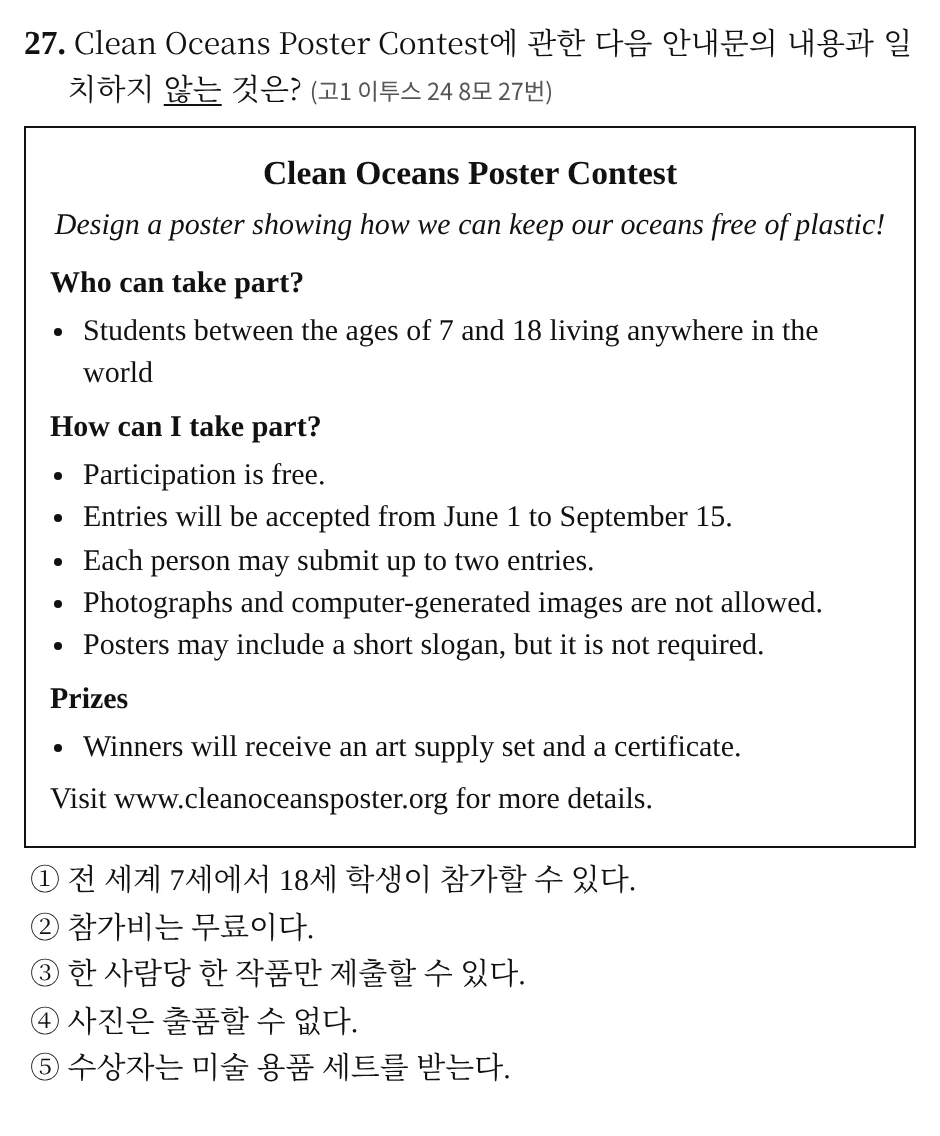 27. Clean Oceans Poster Contest에 관한 다음 안내문의 내용과 일
치하지 않는 것은? (고1 이투스 24 8모 27번)
Clean Oceans Poster Contest
Design a poster showing how we can keep our oceans free of plastic!
Who can take part?
• Students between the ages of 7 and 18 living anywhere in the
world
How can I take part?
• Participation is free.
• Entries will be accepted from June 1 to September 15.
• Each person may submit up to two entries.
• Photographs and computer-generated images are not allowed.
• Posters may include a short slogan, but it is not required.
Prizes
• Winners will receive an art supply set and a certificate.
Visit www.cleanoceansposter.org for more details.
① 전 세계 7세에서 18세 학생이 참가할 수 있다.
② 참가비는 무료이다.
③ 한 사람당 한 작품만 제출할 수 있다.
④ 사진은 출품할 수 없다.
⑤ 수상자는 미술 용품 세트를 받는다.